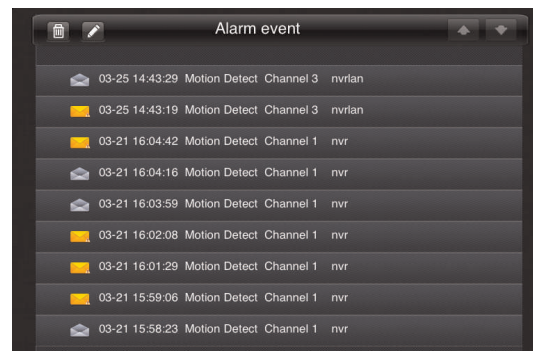 Alarm event
03-25 14:43:29 Motion Detect Channel 3 nvrlan
03-25 14:43:19 Motion Detect Channel 3 nvrlan
03-21 16:04:42 Motion Detect Channel 1 nvr
03-21 16:04:16 Motion Detect Channel 1 nvr
03-21 16:03:59 Motion Detect Channel 1 nvr
03-21 16:02:08 Motion Detect Channel 1 nvr
03-21 16:01:29 Motion Detect Channel 1 nvr
03-21 15:59:06 Motion Detect Channel 1 nvr
03-21 15:58:23 Motion Detect Channel 1 nvr